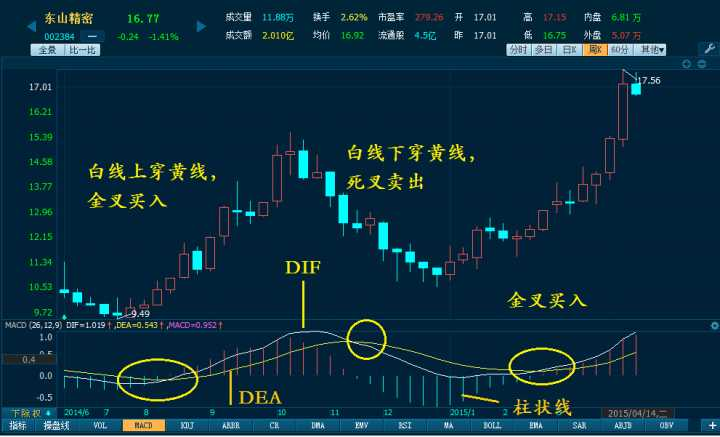 东山精密 16.77 成交量 11.88万 换手 2.62% 市盈率 279.26 开 17.01 高 17.15 内盘 6.81万
002384 -0.24 -1.41% 成交额 2.010亿 均价 16.92 流通股 4.5亿 昨 17.01 低 16.75 外盘 5.07万
全景 比一比 分时 多日 日K 周K 60分 其他▾
17.56
17.01
16.21
15.39
14.58
13.77
12.96
12.15
11.34
10.53
9.72
白线上穿黄线，
金叉买入
白线下穿黄线，
死叉卖出
DIF
金叉买入
9.49
MACD (26,12,9) DIF=1.019↑,DEA=0.543↑,MACD=0.952↑
1.0
0.5
0.4
0.0
-0.5
DEA
柱状线
下除权▲ 2014/6 7 8 9 10 11 12 2015/1 2 2015/04/14,二
指标 操盘线 VOL MACD KDJ ARBR CR DMA EMV RSI MA BOLL BMA SAR ARJB OBV +